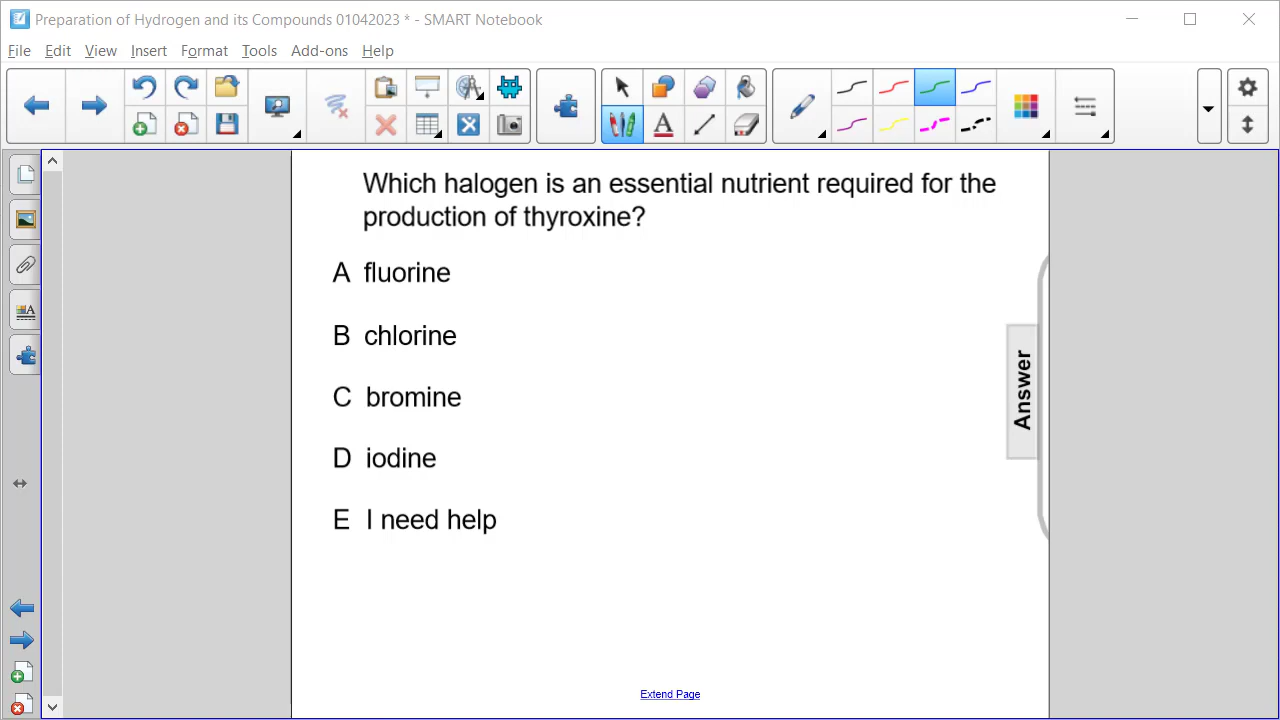 Preparation of Hydrogen and its Compounds 01042023 * - SMART Notebook
File Edit View Insert Format Tools Add-ons Help
Which halogen is an essential nutrient required for the
production of thyroxine?
A fluorine
B chlorine
C bromine
D iodine
E I need help
Answer
Extend Page